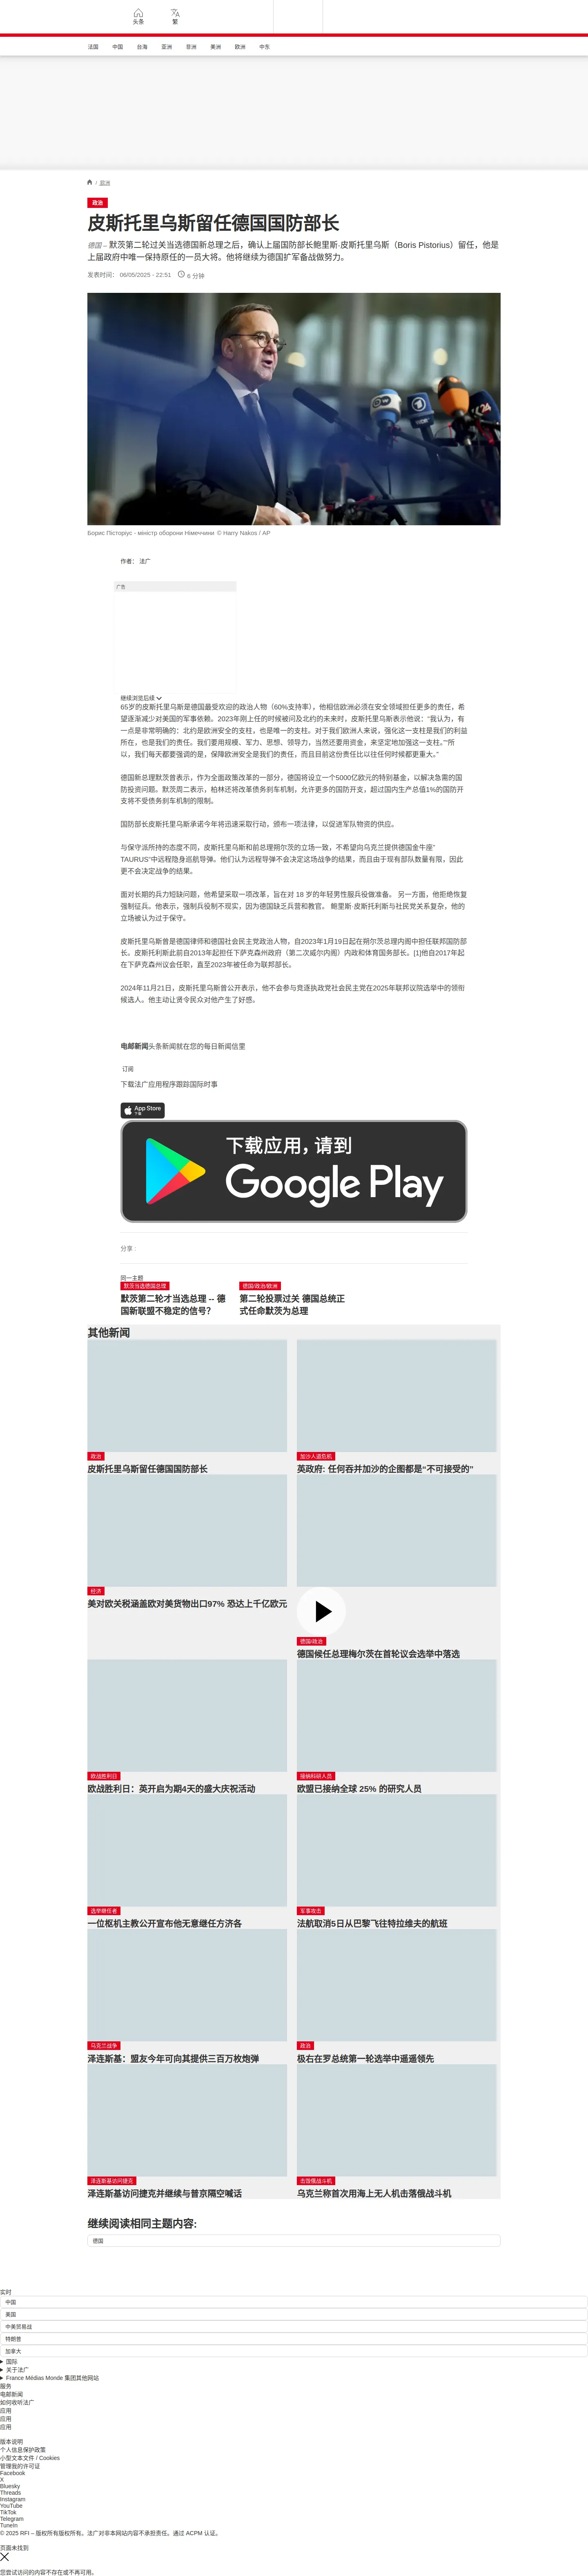 头条
繁
法国
中国
台海
亚洲
非洲
美洲
欧洲
中东
/ 欧洲
政治
皮斯托里乌斯留任德国国防部长
德国 – 默茨第二轮过关当选德国新总理之后，确认上届国防部长鲍里斯·皮斯托里乌斯（Boris Pistorius）留任，他是
上届政府中唯一保持原任的一员大将。他将继续为德国扩军备战做努力。
发表时间： 06/05/2025 - 22:51 6 分钟
24
WDR
Борис Пісторіус - міністр оборони Німеччини © Harry Nakos / AP
作者： 法广
广告
继续浏览后续
65岁的皮斯托里乌斯是德国最受欢迎的政治人物（60%支持率），他相信欧洲必须在安全领域担任更多的责任，希
望逐渐减少对美国的军事依赖。2023年刚上任的时候被问及北约的未来时，皮斯托里乌斯表示他说：“我认为，有
一点是非常明确的：北约是欧洲安全的支柱，也是唯一的支柱。对于我们欧洲人来说，强化这一支柱是我们的利益
所在，也是我们的责任。我们要用规模、军力、思想、领导力，当然还要用资金，来坚定地加强这一支柱。”“所
以，我们每天都要强调的是，保障欧洲安全是我们的责任，而且目前这份责任比以往任何时候都更重大。”
德国新总理默茨曾表示，作为全面政策改革的一部分，德国将设立一个5000亿欧元的特别基金，以解决急需的国
防投资问题。默茨周二表示，柏林还将改革债务刹车机制，允许更多的国防开支，超过国内生产总值1%的国防开
支将不受债务刹车机制的限制。
国防部长皮斯托里乌斯承诺今年将迅速采取行动，颁布一项法律，以促进军队物资的供应。
与保守派所持的态度不同，皮斯托里乌斯和前总理朔尔茨的立场一致，不希望向乌克兰提供德国金牛座”
TAURUS”中远程隐身巡航导弹。他们认为远程导弹不会决定这场战争的结果，而且由于现有部队数量有限，因此
更不会决定战争的结果。
面对长期的兵力短缺问题，他希望采取一项改革，旨在对 18 岁的年轻男性服兵役做准备。 另一方面，他拒绝恢复
强制征兵。他表示，强制兵役制不现实，因为德国缺乏兵营和教官。 鲍里斯·皮斯托利斯与社民党关系复杂，他的
立场被认为过于保守。
皮斯托里乌斯曾是德国律师和德国社会民主党政治人物，自2023年1月19日起在朔尔茨总理内阁中担任联邦国防部
长。皮斯托利斯此前自2013年起担任下萨克森州政府（第二次威尔内阁）内政和体育国务部长。[1]他自2017年起
在下萨克森州议会任职，直至2023年被任命为联邦部长。
2024年11月21日，皮斯托里乌斯曾公开表示，他不会参与竞逐执政党社会民主党在2025年联邦议院选举中的领衔
候选人。他主动让贤令民众对他产生了好感。
电邮新闻头条新闻就在您的每日新闻信里
订阅
下载法广应用程序跟踪国际时事
App Store
下载
下载应用，请到
Google Play
分享 :
同一主题
默茨当选德国总理
默茨第二轮才当选总理 -- 德
国新联盟不稳定的信号？
德国/政治/欧洲
第二轮投票过关 德国总统正
式任命默茨为总理
其他新闻
政治
皮斯托里乌斯留任德国国防部长
加沙人道危机
英政府: 任何吞并加沙的企图都是“不可接受的”
经济
美对欧关税涵盖欧对美货物出口97% 恐达上千亿欧元
德国/政治
德国候任总理梅尔茨在首轮议会选举中落选
欧战胜利日
欧战胜利日：英开启为期4天的盛大庆祝活动
接纳科研人员
欧盟已接纳全球 25% 的研究人员
选举继任者
一位枢机主教公开宣布他无意继任方济各
军事攻击
法航取消5日从巴黎飞往特拉维夫的航班
乌克兰战争
泽连斯基：盟友今年可向其提供三百万枚炮弹
政治
极右在罗总统第一轮选举中遥遥领先
泽连斯基访问捷克
泽连斯基访问捷克并继续与普京隔空喊话
击毁俄战斗机
乌克兰称首次用海上无人机击落俄战斗机
继续阅读相同主题内容:
德国
实时
中国
美国
中美贸易战
特朗普
加拿大
国际
关于法广
France Médias Monde 集团其他网站
服务
电邮新闻
如何收听法广
应用
应用
应用
版本说明
个人信息保护政策
小型文本文件 / Cookies
管理我的许可证
Facebook
X
Bluesky
Threads
Instagram
YouTube
TikTok
Telegram
TuneIn
© 2025 RFI – 版权所有版权所有。法广对非本网站内容不承担责任。通过 ACPM 认证。
页面未找到
您尝试访问的内容不存在或不再可用。